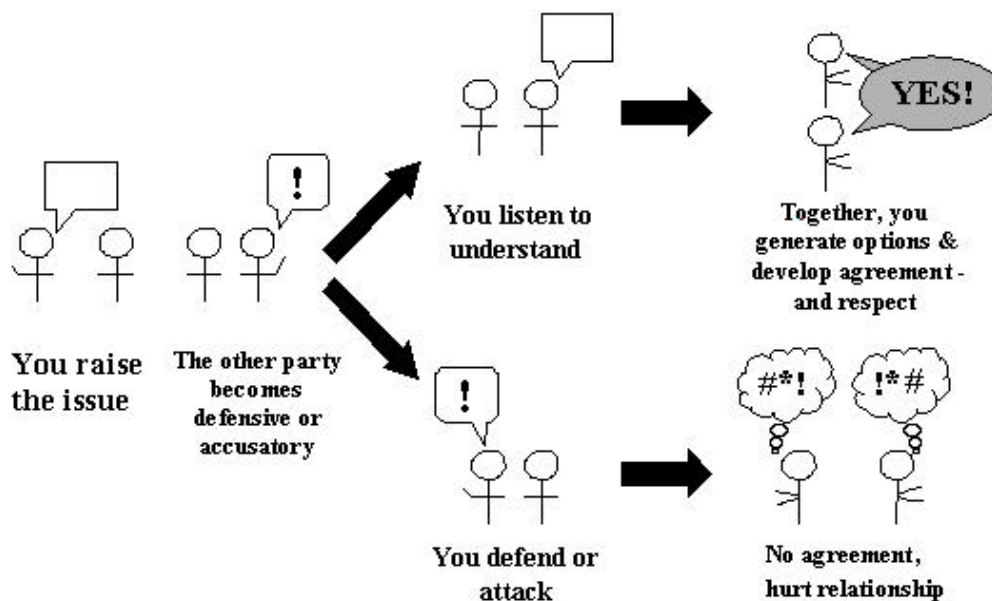 You raise
the issue
!
The other party
becomes
defensive or
accusatory
You listen to
understand
YES!
Together, you
generate options &
develop agreement -
and respect
!
You defend or
attack
#*!
!*#
No agreement,
hurt relationship